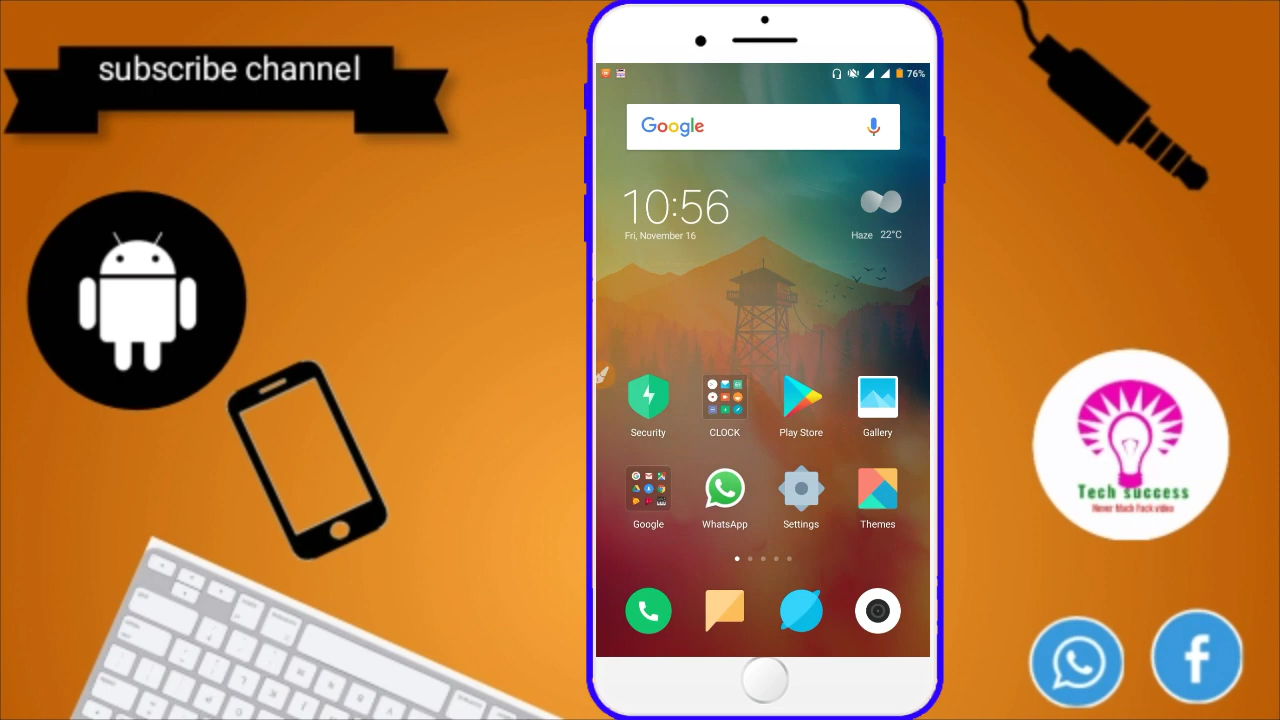 subscribe channel
76%
Google
10:56
Fri, November 16
Haze 22°C
Security
CLOCK
Play Store
Gallery
Google
WhatsApp
Settings
Themes
Tech success